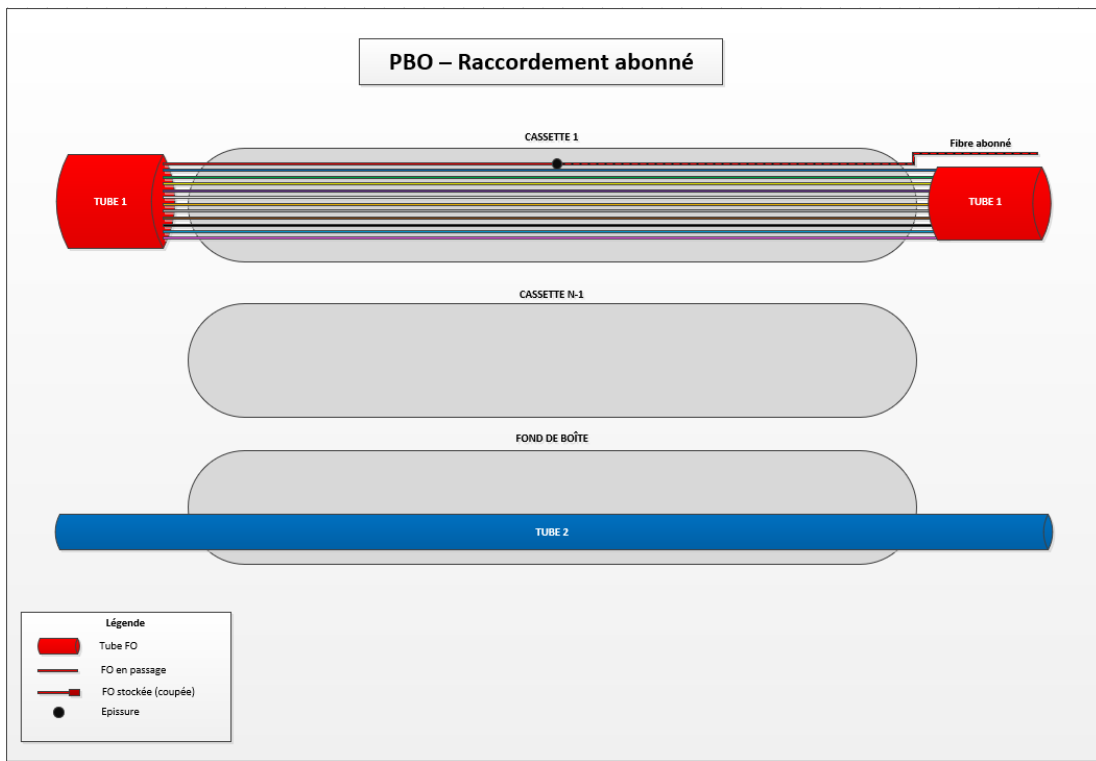 PBO – Raccordement abonné
CASSETTE 1
Fibre abonné
TUBE 1
TUBE 1
CASSETTE N-1
FOND DE BOÎTE
TUBE 2
Légende
Tube FO
FO en passage
FO stockée (coupée)
Epissure